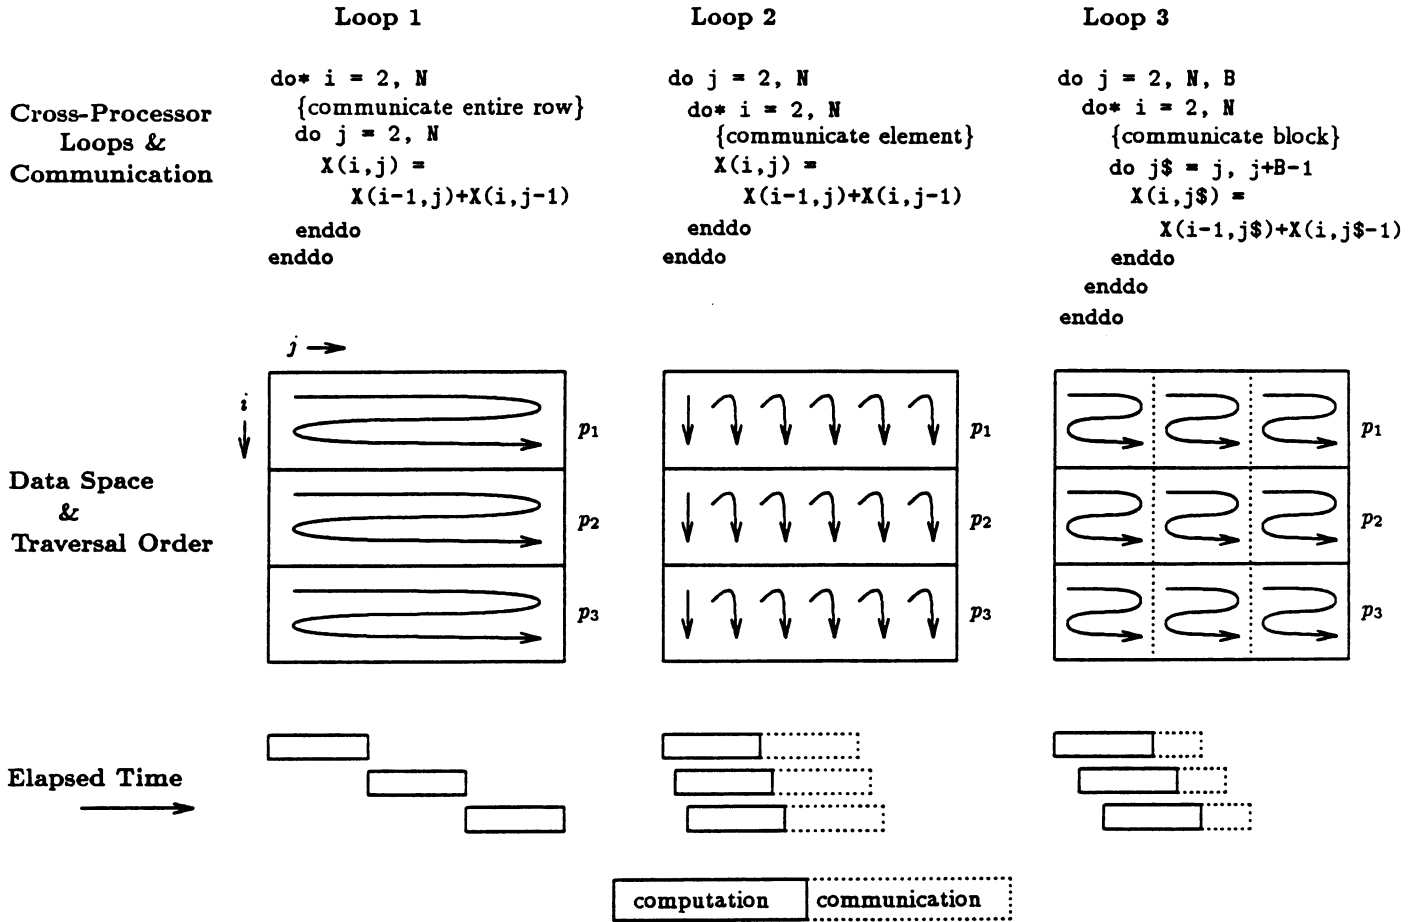 Loop 1
Loop 2
Loop 3
Cross-Processor
Loops &
Communication
do* i = 2, N
{communicate entire row}
do j = 2, N
X(i,j) =
X(i-1,j)+X(i,j-1)
enddo
enddo
do j = 2, N
do* i = 2, N
{communicate element}
X(i,j) =
X(i-1,j)+X(i,j-1)
enddo
enddo
do j = 2, N, B
do* i = 2, N
{communicate block}
do j$ = j, j+B-1
X(i,j$) =
X(i-1,j$)+X(i,j$-1)
enddo
enddo
enddo
j
i
Data Space
&
Traversal Order
p1
p2
p3
p1
p2
p3
p1
p2
p3
Elapsed Time
computation
communication